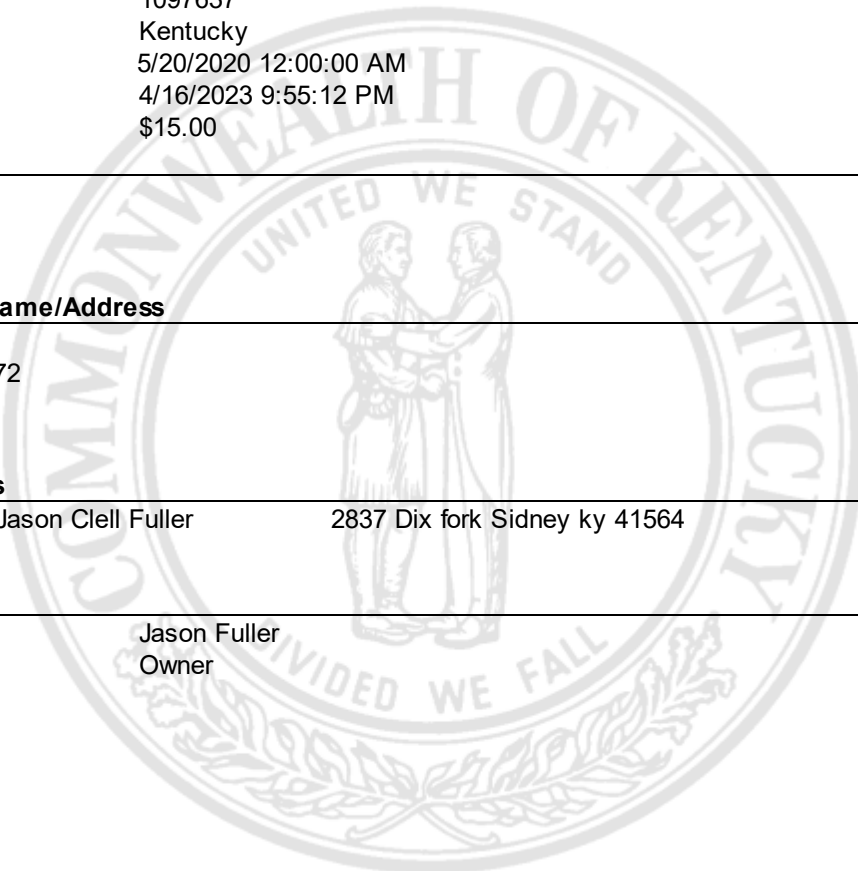 Kentucky
5/20/2020 12:00:00 AM
4/16/2023 9:55:12 PM
$15.00
COMMONWEALTH OF KENTUCKY
UNITED WE STAND
ame/Address
72
s
Jason Clell Fuller 2837 Dix fork Sidney ky 41564
Jason Fuller
Owner
DIVIDED WE FALL